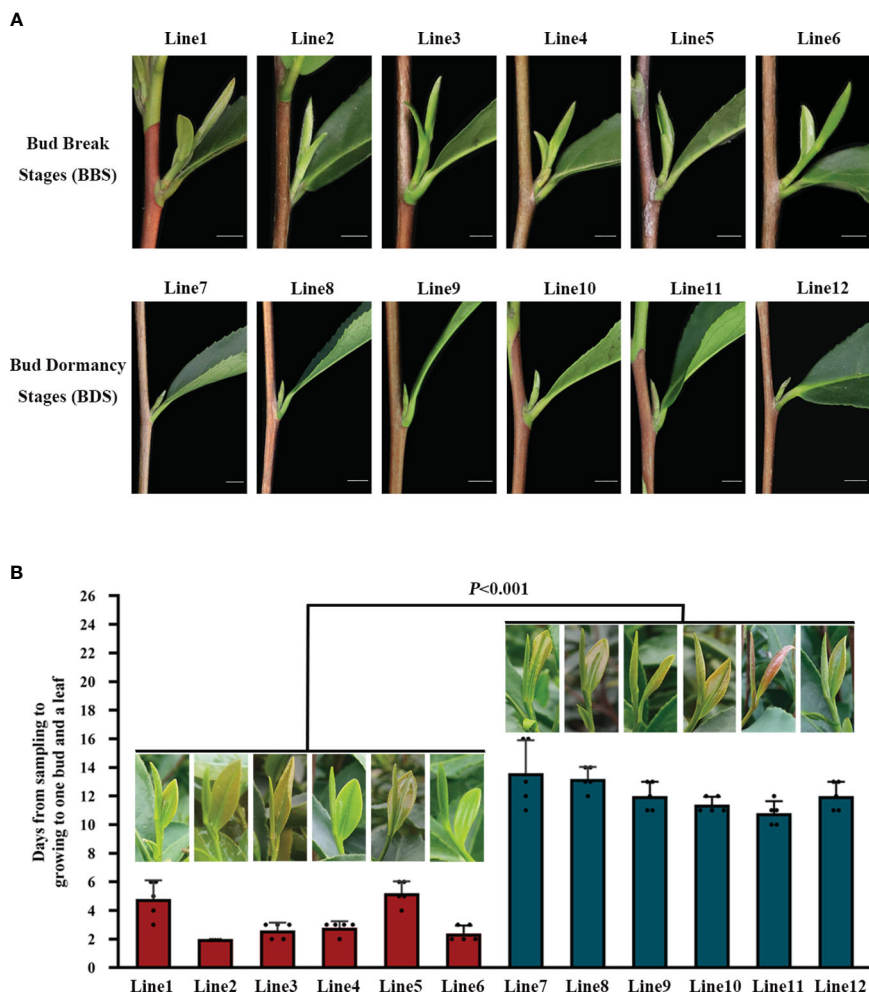 A
Line1 Line2 Line3 Line4 Line5 Line6
Bud Break
Stages (BBS)
Line7 Line8 Line9 Line10 Line11 Line12
Bud Dormancy
Stages (BDS)
B
P<0.001
Days from sampling to
growing to one bud and a leaf
26
24
22
20
18
16
14
12
10
8
6
4
2
0
Line1 Line2 Line3 Line4 Line5 Line6 Line7 Line8 Line9 Line10 Line11 Line12